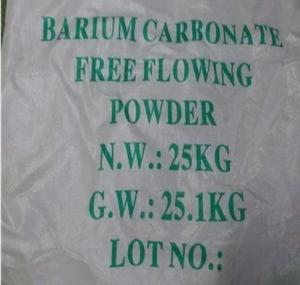 BARIUM CARBONATE
FREE FLOWING
POWDER
N.W.: 25KG
G.W.: 25.1KG
LOT NO.: